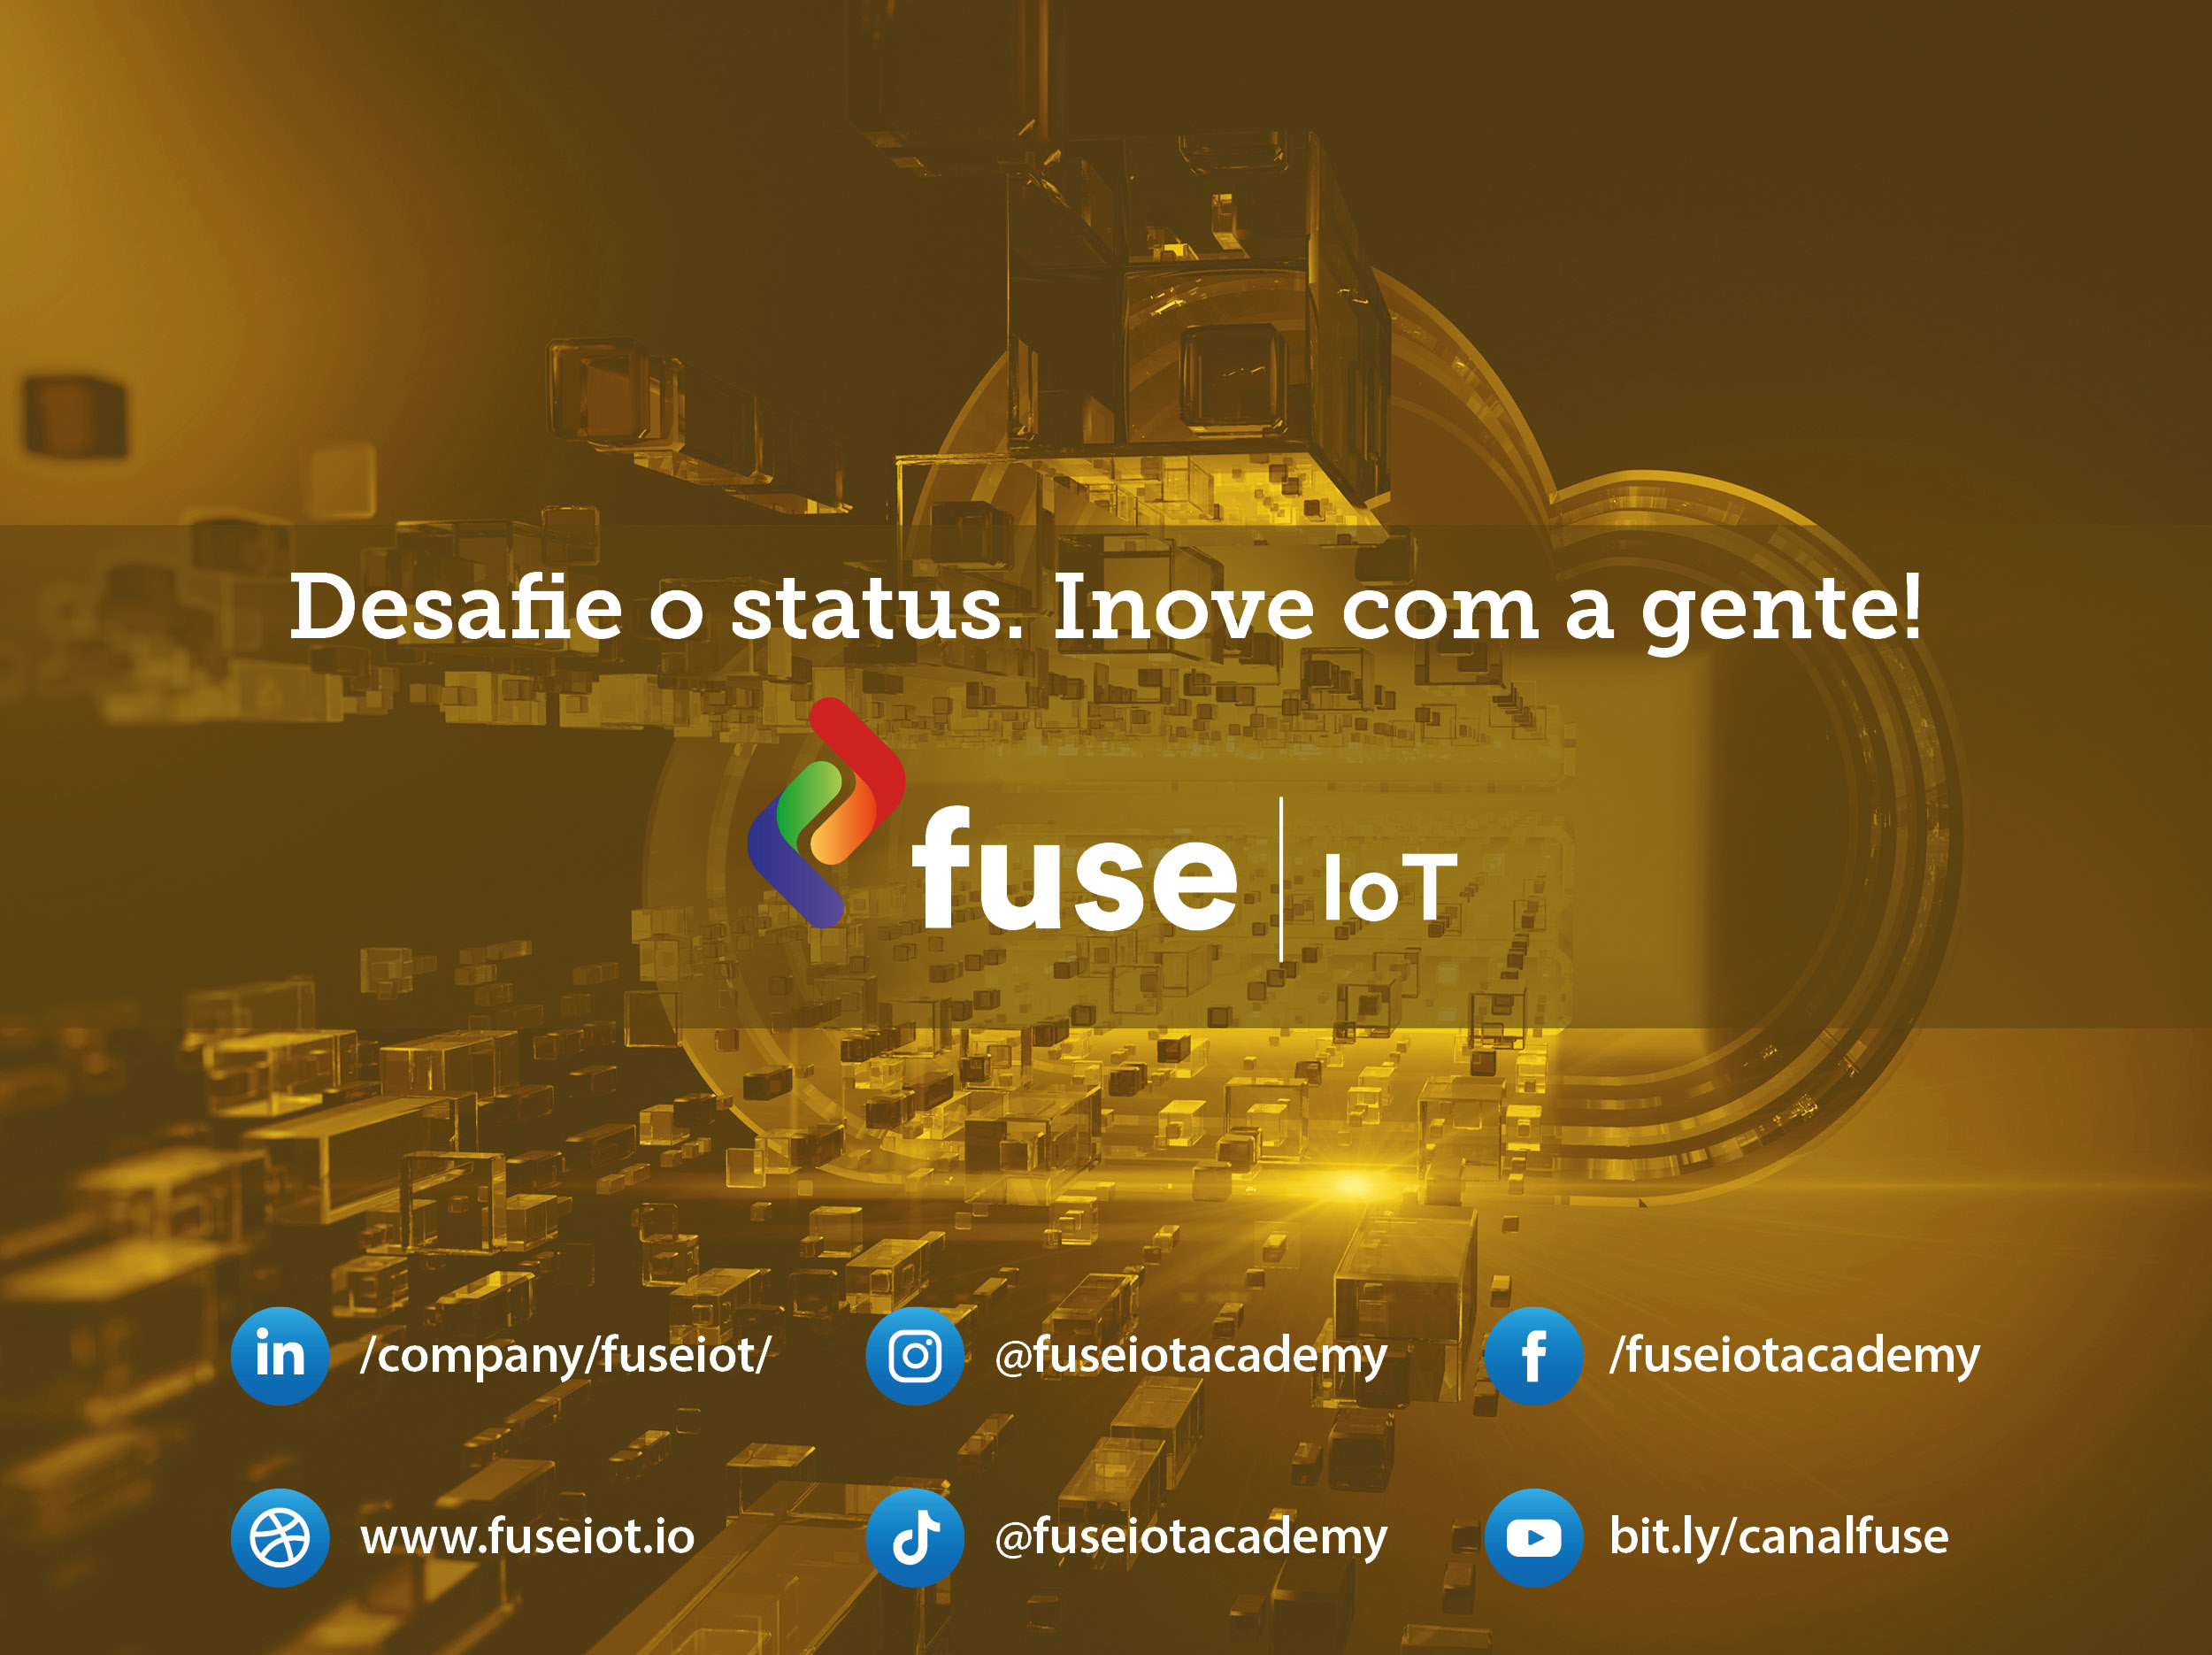 Desafie o status. Inove com a gente!
fuse | IoT
/company/fuseiot/
@fuseiotacademy
/fuseiotacademy
www.fuseiot.io
@fuseiotacademy
bit.ly/canalfuse